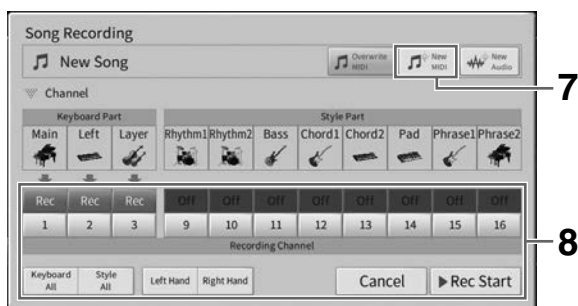 Song Recording
New Song
Overwrite MIDI
New MIDI
New Audio
7
Channel
Keyboard Part
Style Part
Main Left Layer Rhythm1 Rhythm2 Bass Chord1 Chord2 Pad Phrase1 Phrase2
Rec Rec Rec Off Off Off Off Off Off Off Off
1 2 3 9 10 11 12 13 14 15 16
Recording Channel
8
Keyboard All
Style All
Left Hand Right Hand Cancel Rec Start